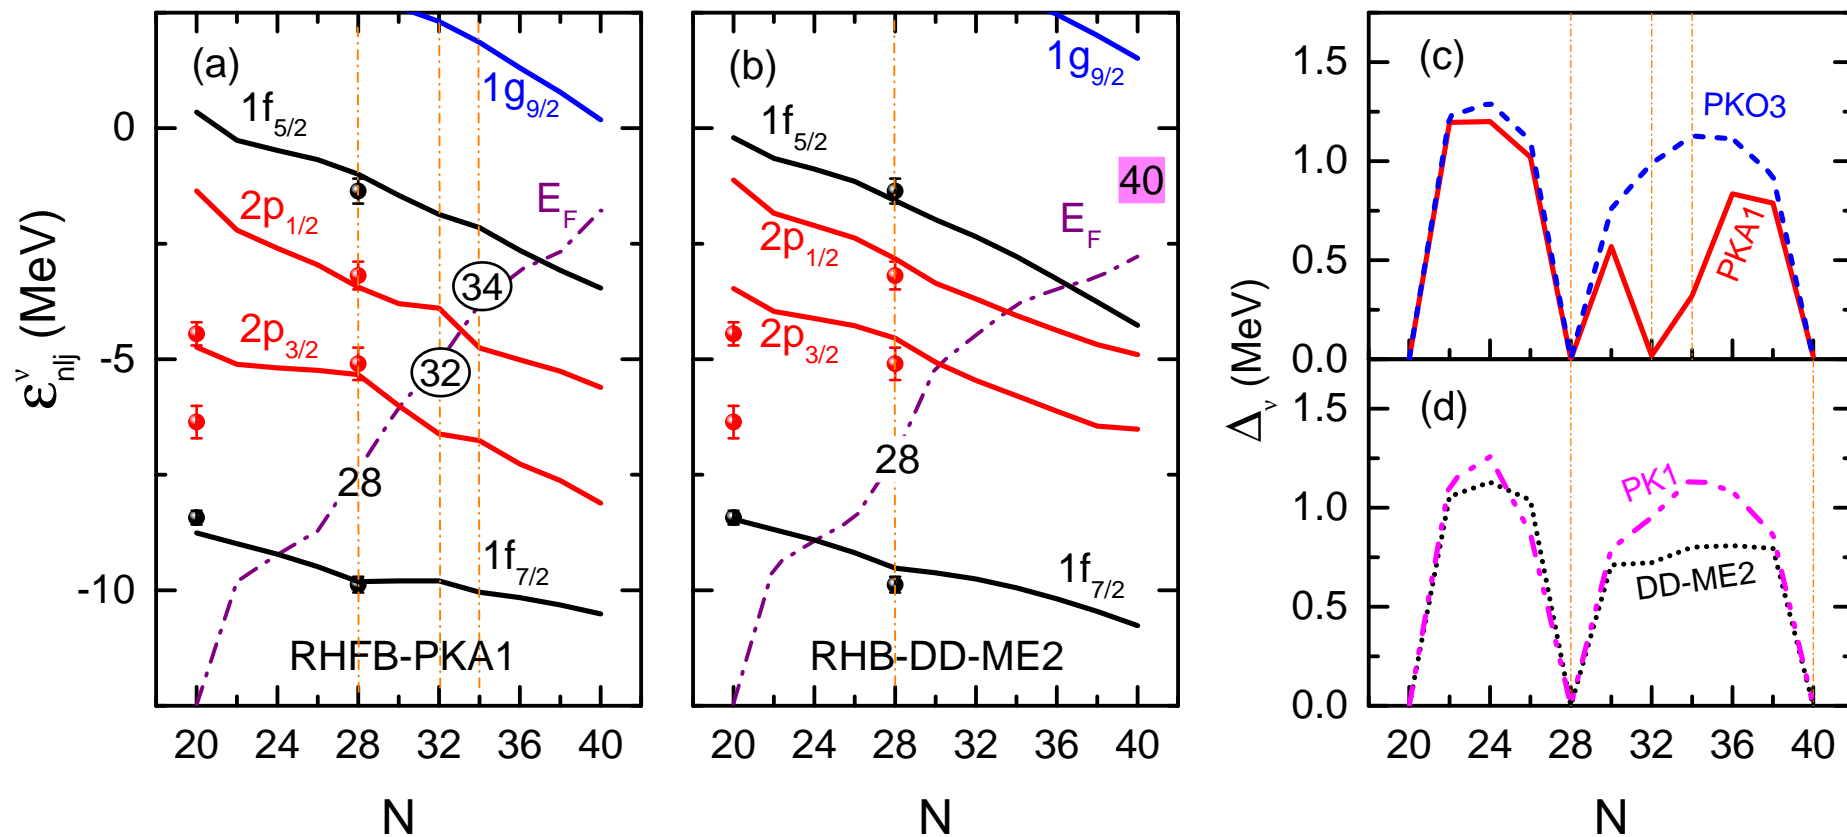 (a)
1g9/2
1f5/2
0
2p1/2
EF
34
2p3/2
-5
32
28
1f7/2
-10
RHFB-PKA1
ενnlj (MeV)
20 24 28 32 36 40
N
(b)
1g9/2
1f5/2
40
EF
2p1/2
2p3/2
28
1f7/2
RHB-DD-ME2
20 24 28 32 36 40
N
(c)
1.5
PKO3
1.0
PKA1
0.5
0.0
Δν (MeV)
(d)
1.5
PK1
1.0
DD-ME2
0.5
0.0
20 24 28 32 36 40
N